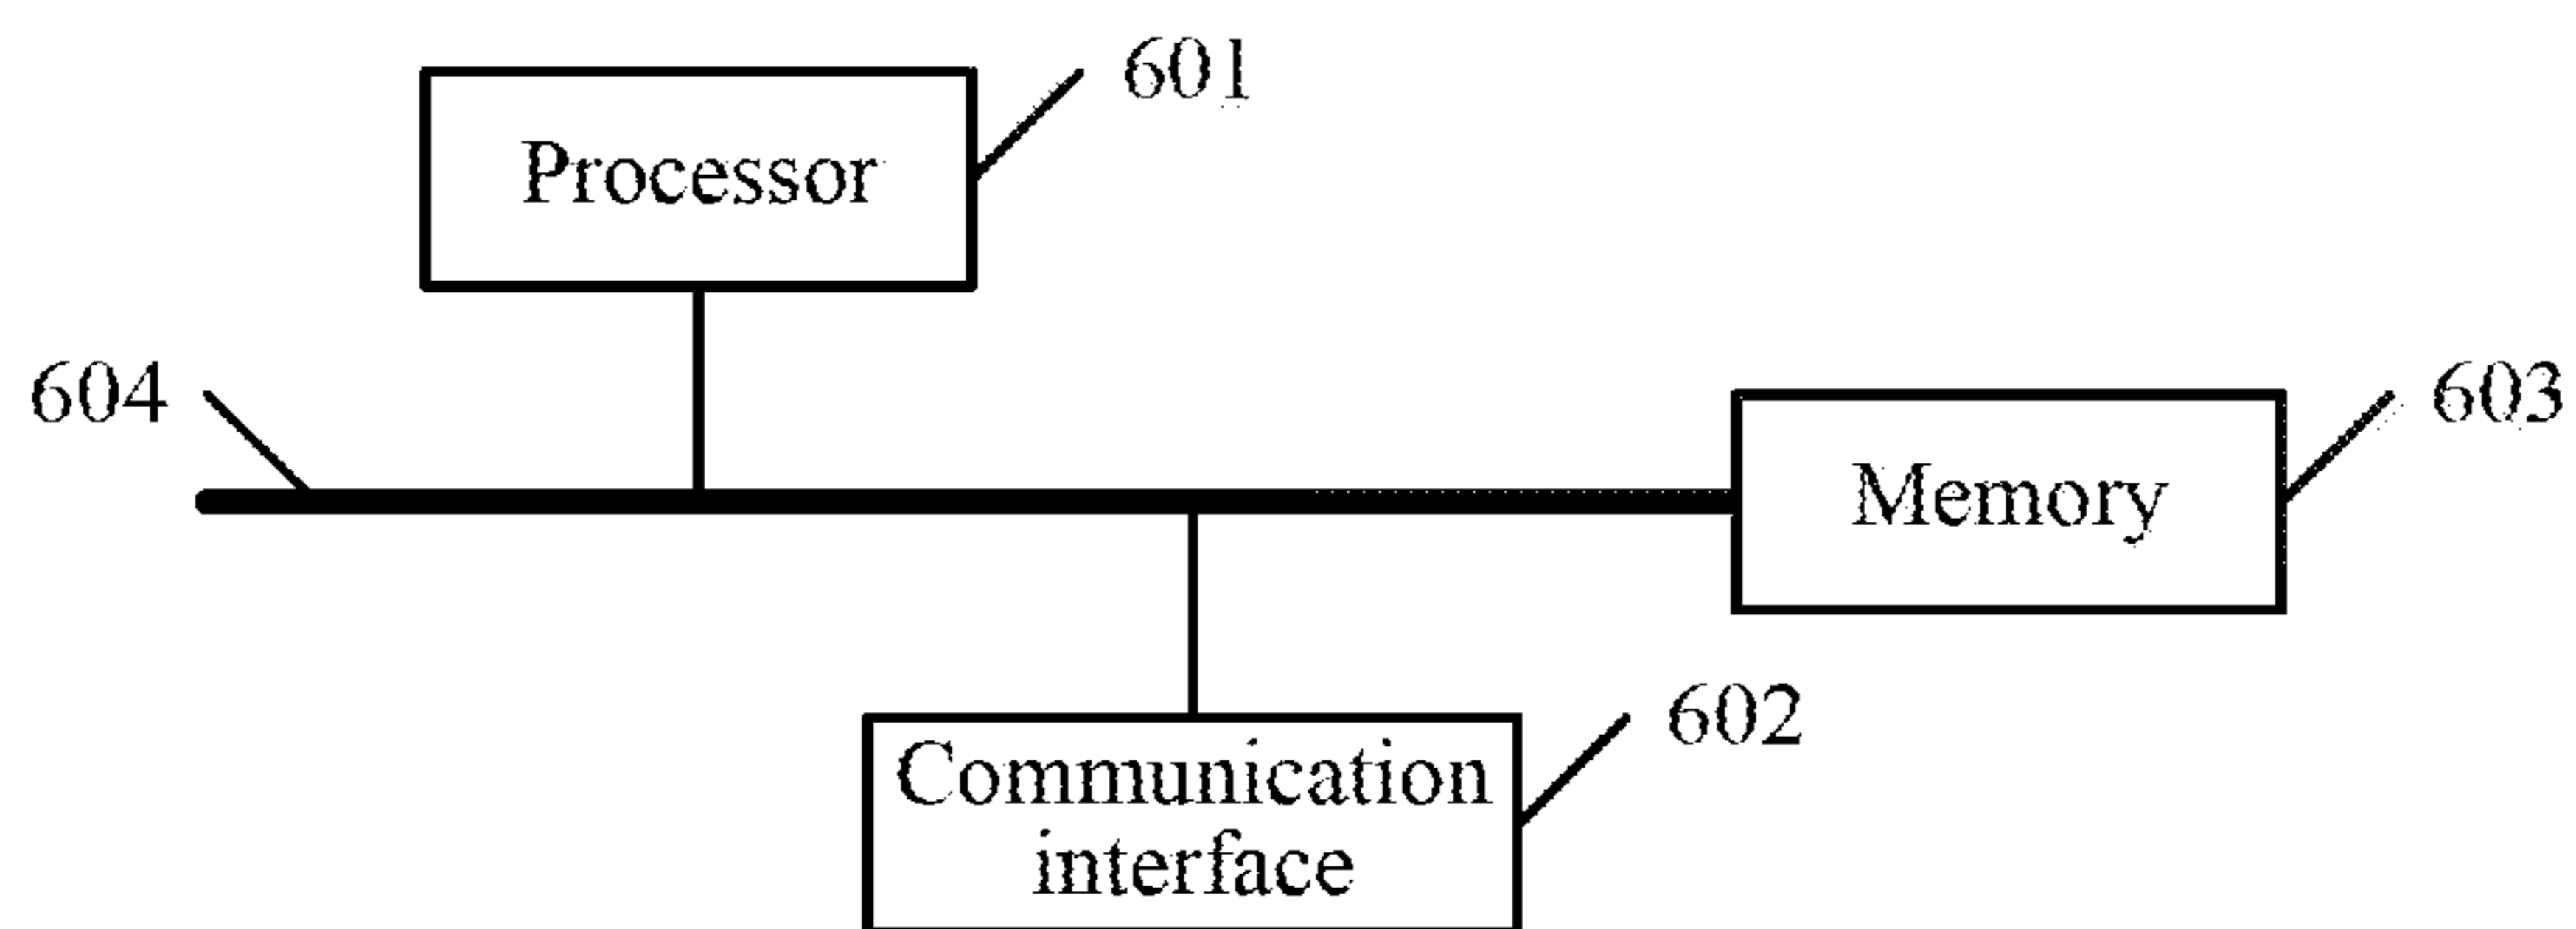 601
Processor
604
603
Memory
602
Communication
interface